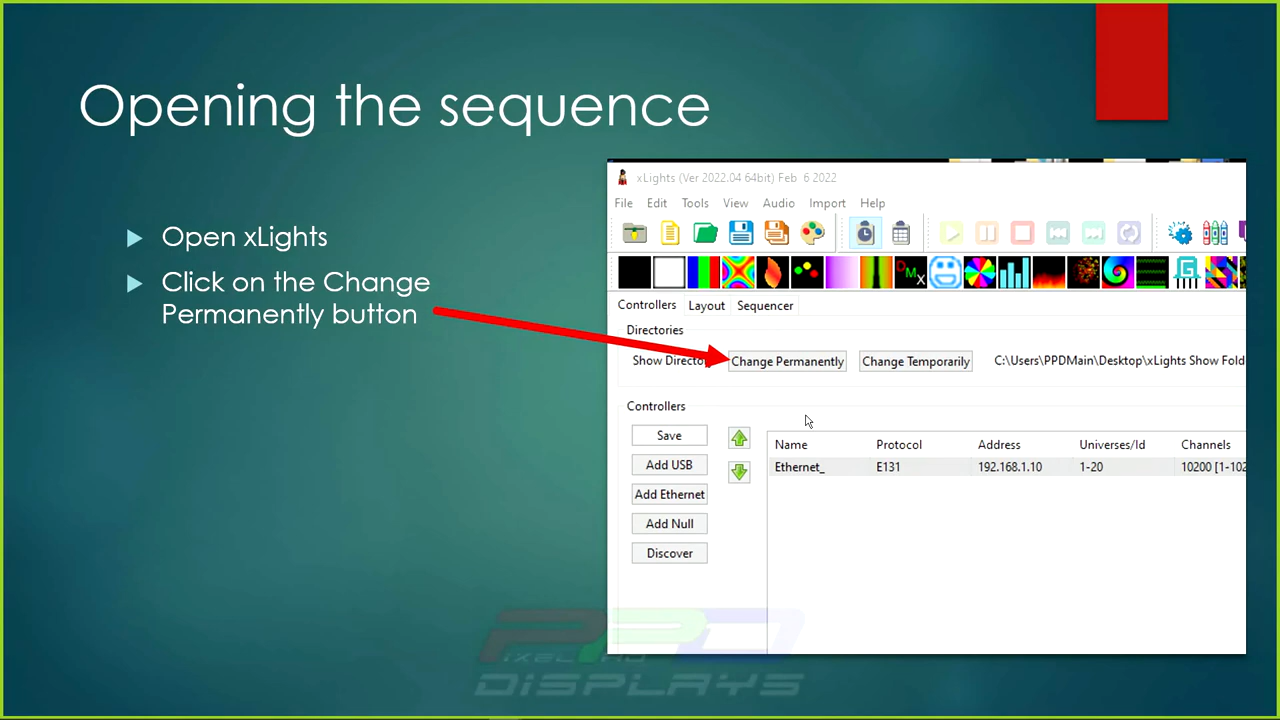 Opening the sequence
Open xLights
Click on the Change
Permanently button
xLights (Ver 2022.04 64bit) Feb 6 2022
File Edit Tools View Audio Import Help
DMX
Controllers Layout Sequencer
Directories
Show Directo Change Permanently Change Temporarily C:\Users\PPDMain\Desktop\xLights Show Fold
Controllers
Save
Add USB
Add Ethernet
Add Null
Discover
Name Protocol Address Universes/Id Channels
Ethernet_ E131 192.168.1.10 1-20 10200 [1-102
PPD
PIXEL PRO
DISPLAYS